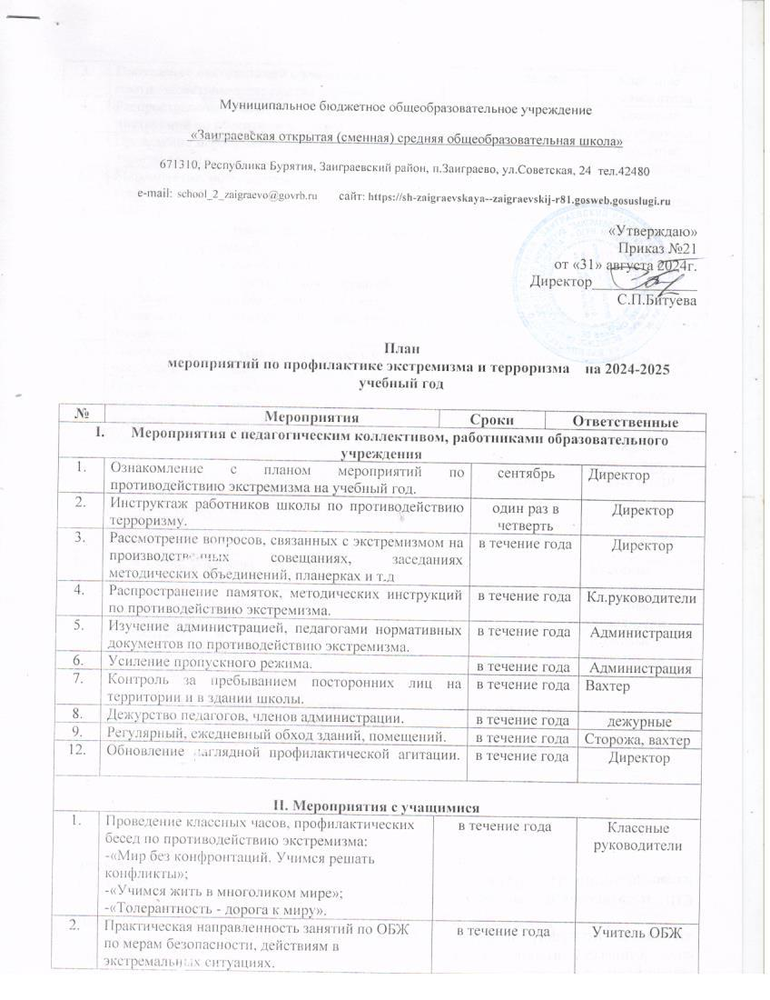 Муниципальное бюджетное общеобразовательное учреждение
«Заиграевская открытая (сменная) средняя общеобразовательная школа»
671310, Республика Бурятия, Заиграевский район, п.Заиграево, ул.Советская, 24 тел.42480
e-mail: school_2_zaigraevo@govrb.ru сайт: https://sh-zaigraevskaya--zaigraevskij-r81.gosweb.gosuslugi.ru
«Утверждаю»
Приказ №21
от «31» августа 2024г.
Директор_______________
С.П.Битуева
План
мероприятий по профилактике экстремизма и терроризма на 2024-2025
учебный год
№ Мероприятия Сроки Ответственные
I. Мероприятия с педагогическим коллективом, работниками образовательного
учреждения
1. Ознакомление с планом мероприятий по сентябрь Директор
противодействию экстремизма на учебный год.
2. Инструктаж работников школы по противодействию один раз в Директор
терроризму. четверть
3. Рассмотрение вопросов, связанных с экстремизмом на в течение года Директор
производственных совещаниях, заседаниях
методических объединений, планерках и т.д
4. Распространение памяток, методических инструкций в течение года Кл.руководители
по противодействию экстремизма.
5. Изучение администрацией, педагогами нормативных в течение года Администрация
документов по противодействию экстремизма.
6. Усиление пропускного режима. в течение года Администрация
7. Контроль за пребыванием посторонних лиц на в течение года Вахтер
территории и в здании школы.
8. Дежурство педагогов, членов администрации. в течение года дежурные
9. Регулярный, ежедневный обход зданий, помещений. в течение года Сторожа, вахтер
12. Обновление наглядной профилактической агитации. в течение года Директор
II. Мероприятия с учащимися
1. Проведение классных часов, профилактических в течение года Классные
бесед по противодействию экстремизма: руководители
-«Мир без конфронтаций. Учимся решать
конфликты»;
-«Учимся жить в многоликом мире»;
-«Толерантность - дорога к миру».
2. Практическая направленность занятий по ОБЖ в течение года Учитель ОБЖ
по мерам безопасности, действиям в
экстремальных ситуациях.